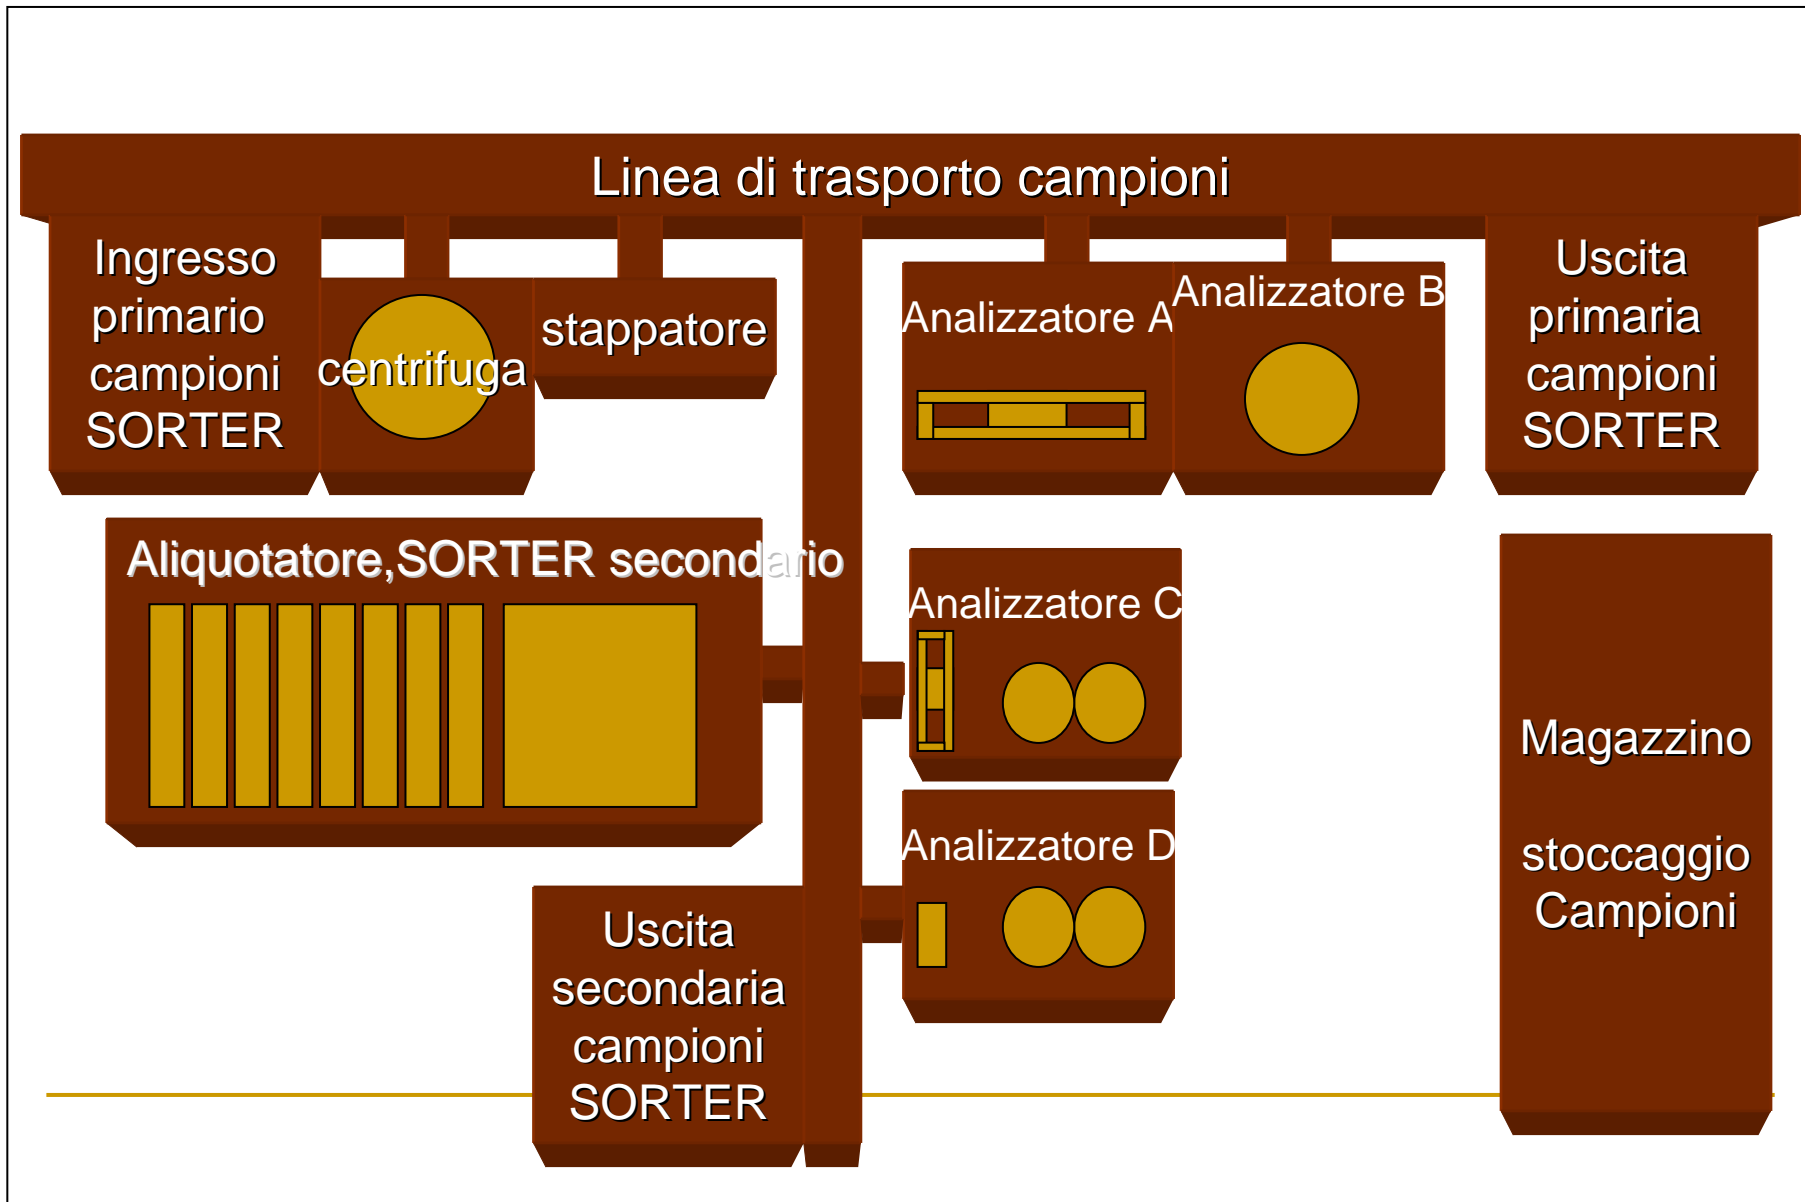 Linea di trasporto campioni
Ingresso
primario
campioni
SORTER
centrifuga
stappatore
Analizzatore A
Analizzatore B
Uscita
primaria
campioni
SORTER
Aliquotatore,SORTER secondario
Analizzatore C
Analizzatore D
Uscita
secondaria
campioni
SORTER
Magazzino
stoccaggio
Campioni